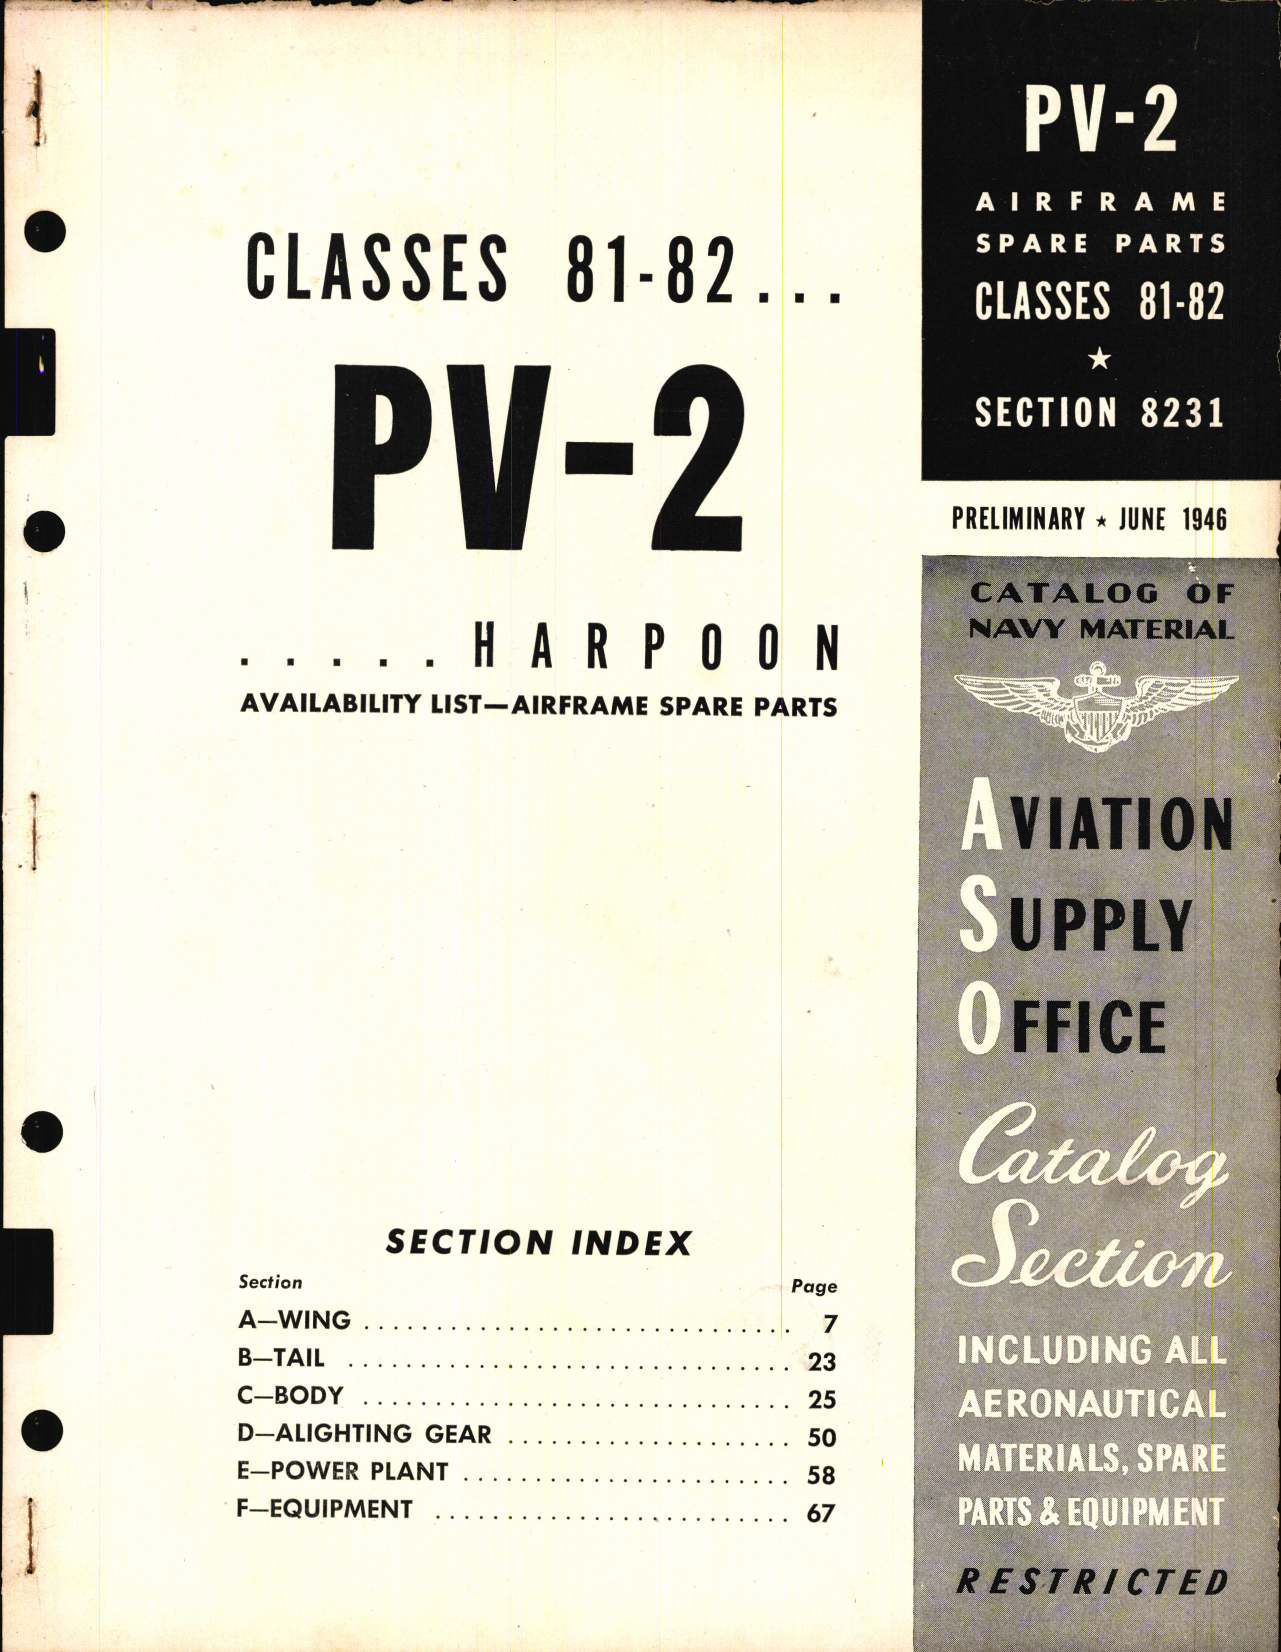 CLASSES 81-82...
PV-2
.....HARPOON
AVAILABILITY LIST—AIRFRAME SPARE PARTS
SECTION INDEX
Section Page
A—WING .............................. 7
B—TAIL ............................... 23
C—BODY .............................. 25
D—ALIGHTING GEAR .................... 50
E—POWER PLANT ....................... 58
F—EQUIPMENT ......................... 67
PV-2
AIRFRAME
SPARE PARTS
CLASSES 81-82
★
SECTION 8231
PRELIMINARY ★ JUNE 1946
CATALOG OF
NAVY MATERIAL
AVIATION
SUPPLY
OFFICE
Catalog
Section
INCLUDING ALL
AERONAUTICAL
MATERIALS, SPARE
PARTS & EQUIPMENT
RESTRICTED